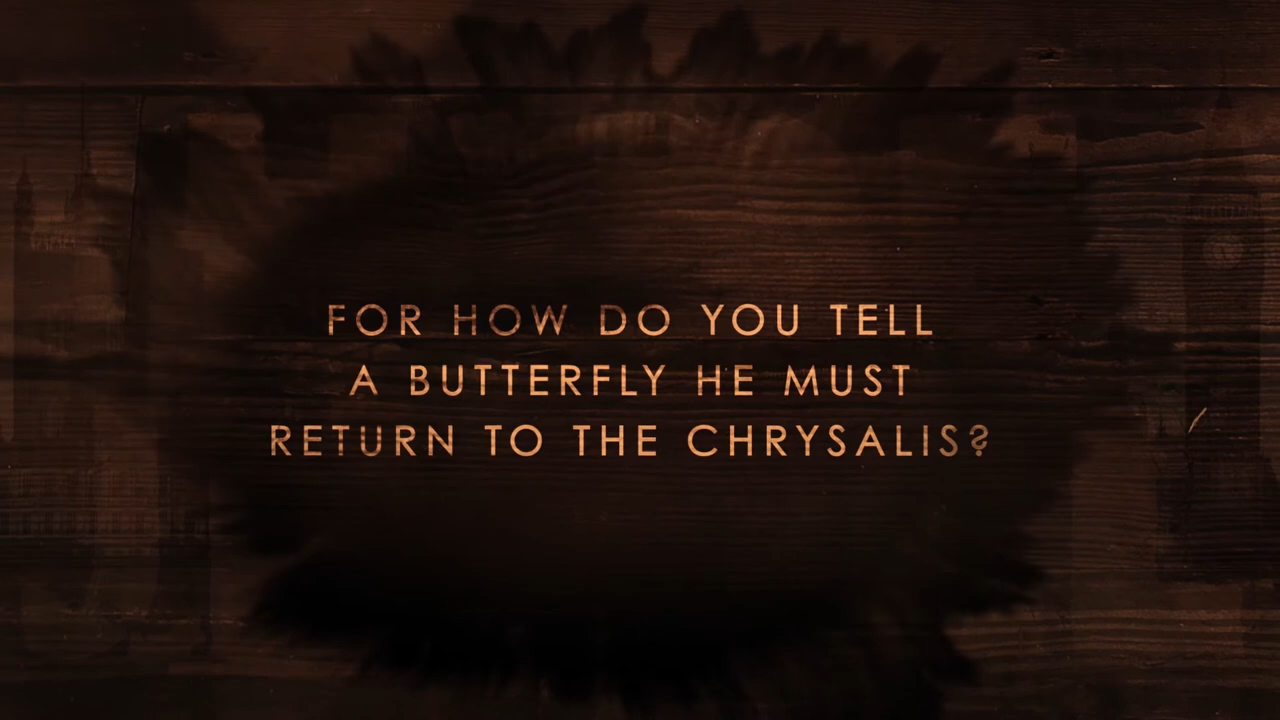 FOR HOW DO YOU TELL
A BUTTERFLY HE MUST
RETURN TO THE CHRYSALIS?